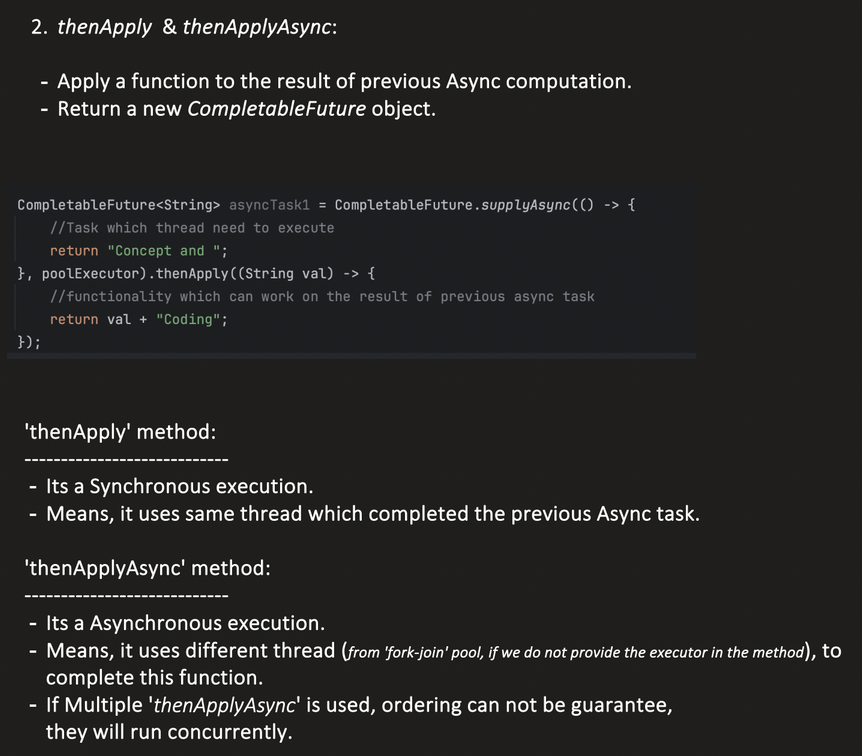 2. thenApply & thenApplyAsync:
- Apply a function to the result of previous Async computation.
- Return a new CompletableFuture object.
CompletableFuture<String> asyncTask1 = CompletableFuture.supplyAsync(() -> {
//Task which thread need to execute
return "Concept and ";
}, poolExecutor).thenApply((String val) -> {
//functionality which can work on the result of previous async task
return val + "Coding";
});
'thenApply' method:
----------------------------
- Its a Synchronous execution.
- Means, it uses same thread which completed the previous Async task.
'thenApplyAsync' method:
----------------------------
- Its a Asynchronous execution.
- Means, it uses different thread (from 'fork-join' pool, if we do not provide the executor in the method), to
complete this function.
- If Multiple 'thenApplyAsync' is used, ordering can not be guarantee,
they will run concurrently.